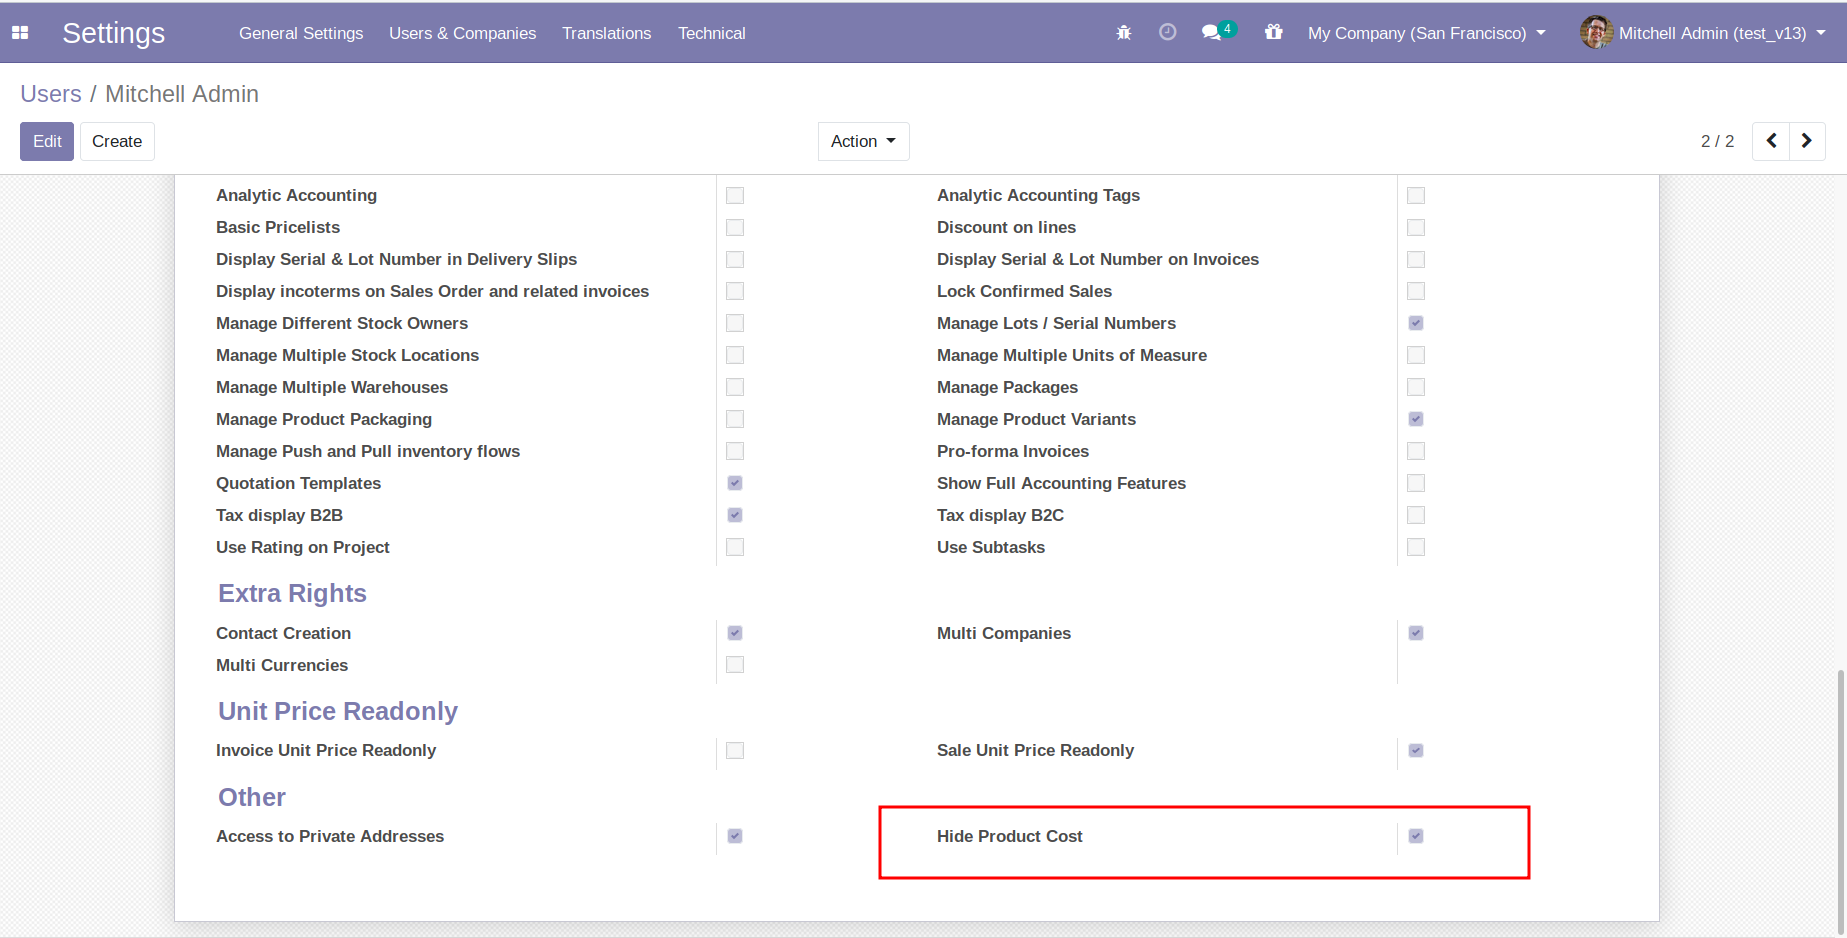 Settings General Settings Users & Companies Translations Technical 4 My Company (San Francisco) Mitchell Admin (test_v13)
Users / Mitchell Admin
Edit Create Action 2 / 2
Analytic Accounting Analytic Accounting Tags
Basic Pricelists Discount on lines
Display Serial & Lot Number in Delivery Slips Display Serial & Lot Number on Invoices
Display incoterms on Sales Order and related invoices Lock Confirmed Sales
Manage Different Stock Owners Manage Lots / Serial Numbers
Manage Multiple Stock Locations Manage Multiple Units of Measure
Manage Multiple Warehouses Manage Packages
Manage Product Packaging Manage Product Variants
Manage Push and Pull inventory flows Pro-forma Invoices
Quotation Templates Show Full Accounting Features
Tax display B2B Tax display B2C
Use Rating on Project Use Subtasks
Extra Rights
Contact Creation Multi Companies
Multi Currencies
Unit Price Readonly
Invoice Unit Price Readonly Sale Unit Price Readonly
Other
Access to Private Addresses Hide Product Cost